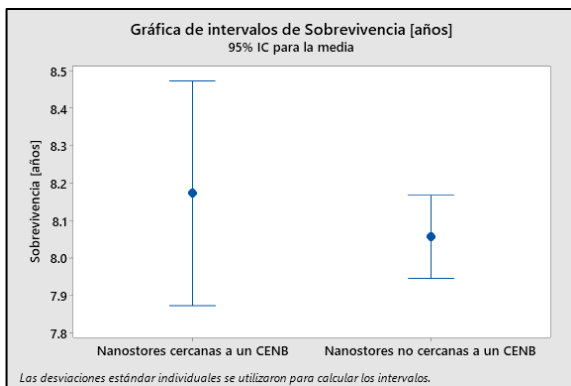 Gráfica de intervalos de Sobrevivencia [años]
95% IC para la media
8.5
8.4
8.3
8.2
8.1
8.0
7.9
7.8
Sobrevivencia [años]
Nanostores cercanas a un CENB
Nanostores no cercanas a un CENB
Las desviaciones estándar individuales se utilizaron para calcular los intervalos.